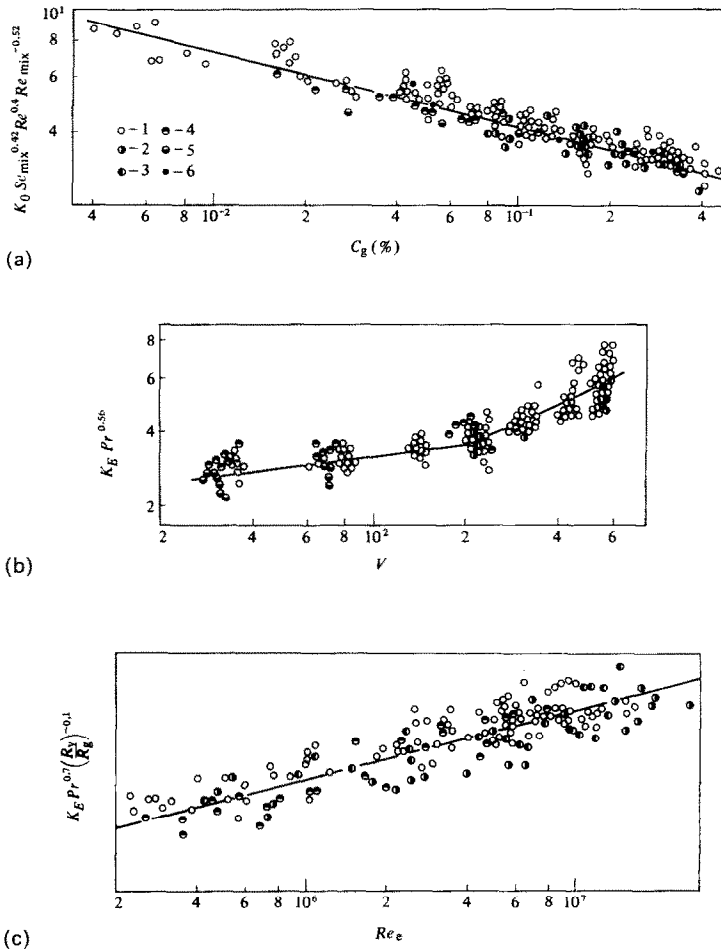 10¹
8
6
4
K₀ Sc_mix^0.42 Re^0.4 Re_mix^−0.52
○ –1 ◓ –4
◑ –2 ◒ –5
◐ –3 • –6
4 6 8 10⁻² 2 4 6 8 10⁻¹ 2 4
C_g (%)
(a)
8
6
4
2
K_E Pr^0.56
2 4 6 8 10² 2 4 6
V
(b)
K_E Pr^0.7 (R_v/R_g)^−0.1
2 4 6 8 10⁶ 2 4 6 8 10⁷
Re_e
(c)